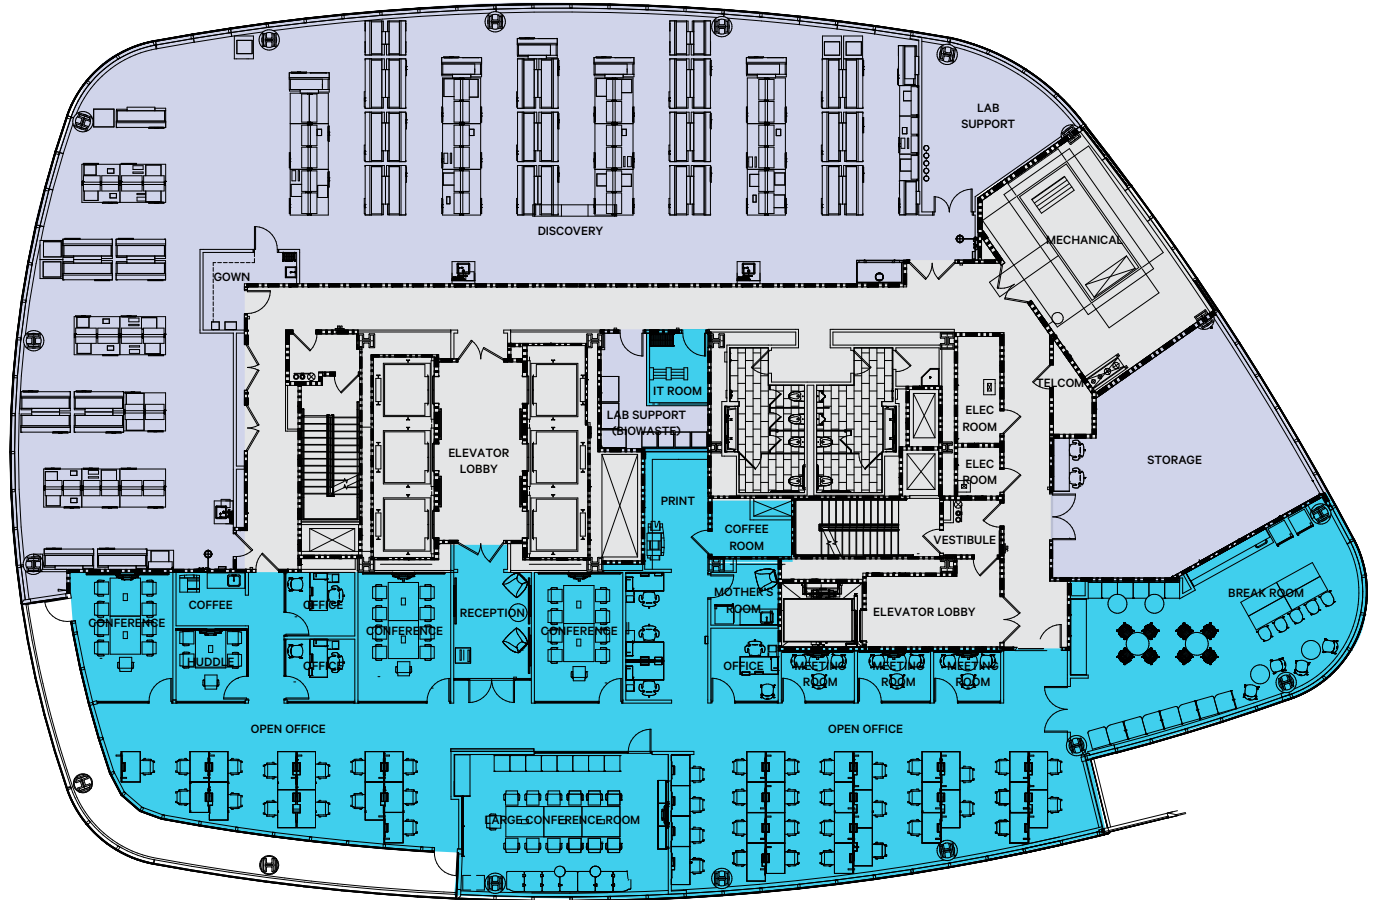 LAB
SUPPORT
DISCOVERY
MECHANICAL
GOWN
TELCOM
IT ROOM
LAB SUPPORT
(BIOWASTE)
ELEC
ROOM
ELEVATOR
LOBBY
ELEC
ROOM
STORAGE
PRINT
COFFEE
ROOM
VESTIBULE
MOTHER'S
ROOM
BREAK ROOM
COFFEE
OFFICE
RECEPTION
ELEVATOR LOBBY
CONFERENCE
CONFERENCE
CONFERENCE
HUDDLE
OFFICE
OFFICE
MEETING
ROOM
MEETING
ROOM
MEETING
ROOM
OPEN OFFICE
OPEN OFFICE
LARGE CONFERENCE ROOM